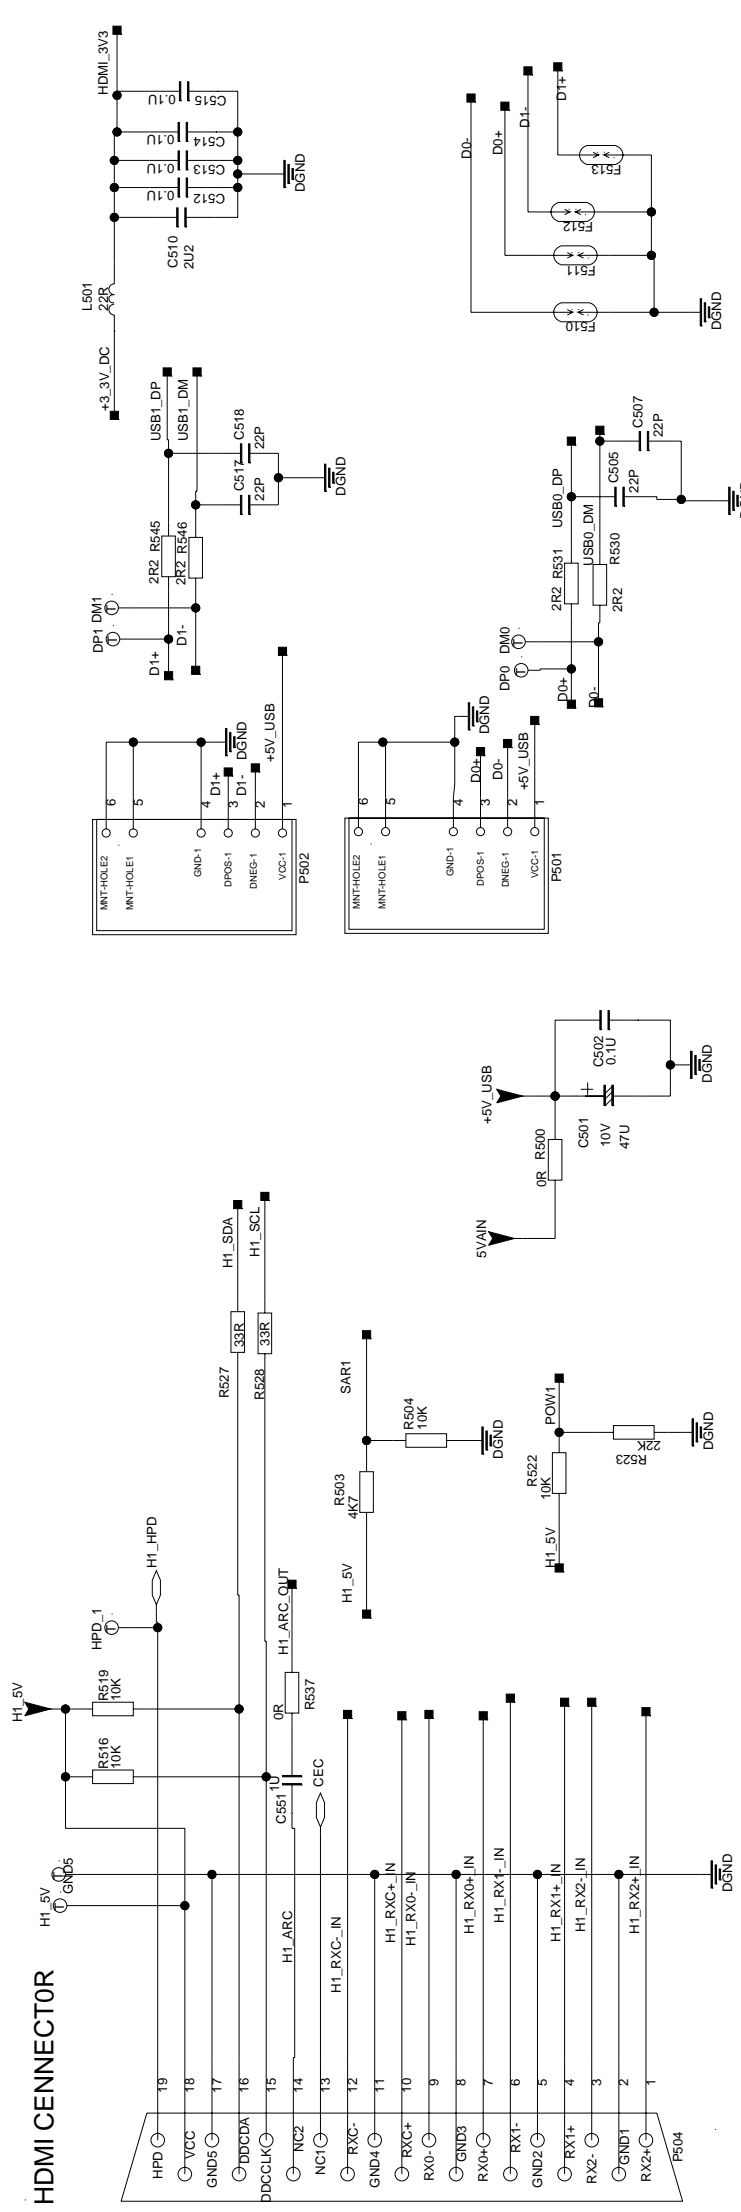 HDMI_3V3
0.1U
C515
0.1U
C514
0.1U
C513
0.1U
C512
DGND
C510
2U2
L501
22R
+3_3V_DC
D0-
D0+
D1-
D1+
F513
F512
F511
F510
DGND
USB1_DP
USB1_DM
C518
22P
C517
22P
DGND
2R2 R545
2R2 R546
DP1
DM1
D1+
D1-
USB0_DP
USB0_DM
C507
22P
C505
22P
2R2 R531
R530
2R2
DP0
DM0
D0+
D0-
DGND
D1+
D1-
+5V_USB
6
5
4
3
2
1
MNT-HOLE2
MNT-HOLE1
GND-1
DPOS-1
DNEG-1
VCC-1
P502
DGND
D0+
D0-
+5V_USB
6
5
4
3
2
1
MNT-HOLE2
MNT-HOLE1
GND-1
DPOS-1
DNEG-1
VCC-1
P501
+5V_USB
C502
0.1U
C501
10V
47U
DGND
0R R500
5VAIN
H1_SDA
H1_SCL
33R
R527
33R
R528
SAR1
R504
10K
DGND
R503
4K7
H1_5V
POW1
R523
22K
DGND
R522
10K
H1_5V
H1_HPD
HPD_1
H1_5V
R519
10K
R516
10K
H1_ARC_OUT
0R
R537
1U
C551
CEC
GND5
H1_5V
H1_ARC
H1_RXC-_IN
H1_RXC+_IN
H1_RX0-_IN
H1_RX0+_IN
H1_RX1-_IN
H1_RX1+_IN
H1_RX2-_IN
H1_RX2+_IN
DGND
HDMI CENNECT0R
19
18
17
16
15
14
13
12
11
10
9
8
7
6
5
4
3
2
1
HPD
VCC
GND5
DDCDA
DDCCLK
NC2
NC1
RXC-
GND4
RXC+
RX0-
GND3
RX0+
RX1-
GND2
RX1+
RX2-
GND1
RX2+
P504